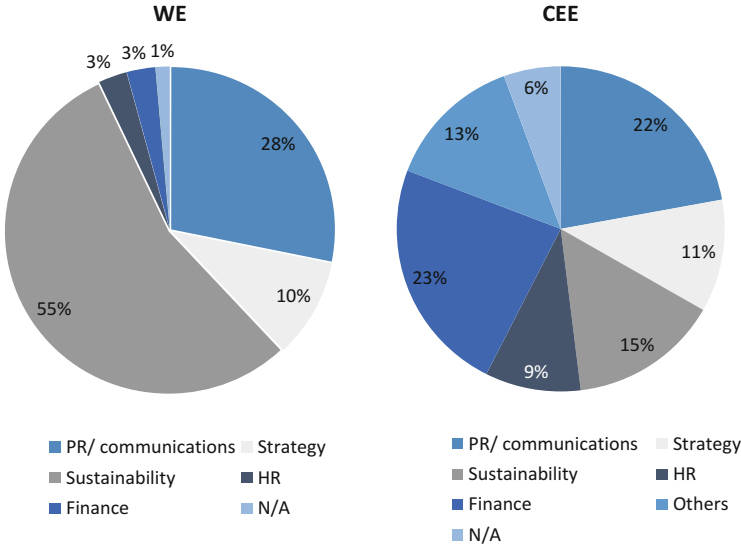 WE
3%
3%
1%
28%
10%
55%
PR/ communications
Strategy
Sustainability
HR
Finance
N/A
CEE
6%
22%
13%
11%
23%
15%
9%
PR/ communications
Strategy
Sustainability
HR
Finance
Others
N/A